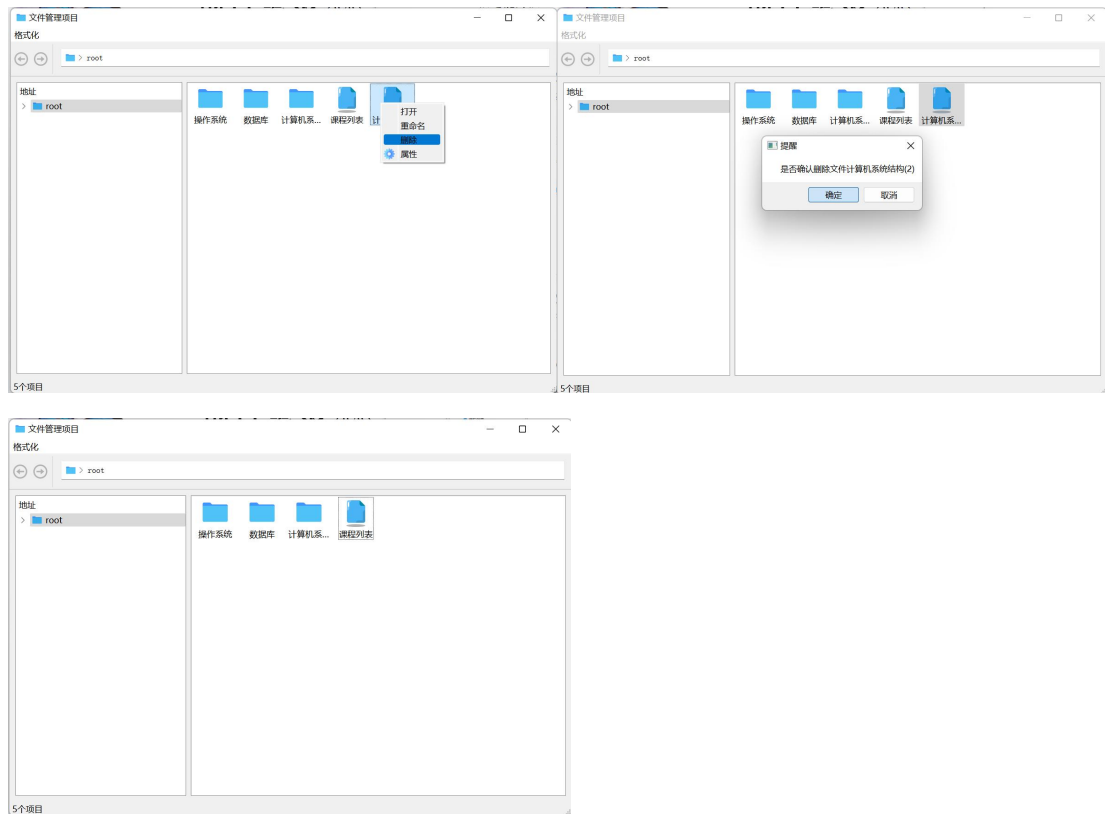 文件管理项目
格式化
> root
地址
> root
操作系统
数据库
计算机系...
课程列表
计
打开
重命名
删除
属性
5个项目
文件管理项目
格式化
> root
地址
> root
操作系统
数据库
计算机系...
课程列表
计算机系...
提醒
是否确认删除文件计算机系统结构(2)
确定
取消
5个项目
文件管理项目
格式化
> root
地址
> root
操作系统
数据库
计算机系...
课程列表
5个项目